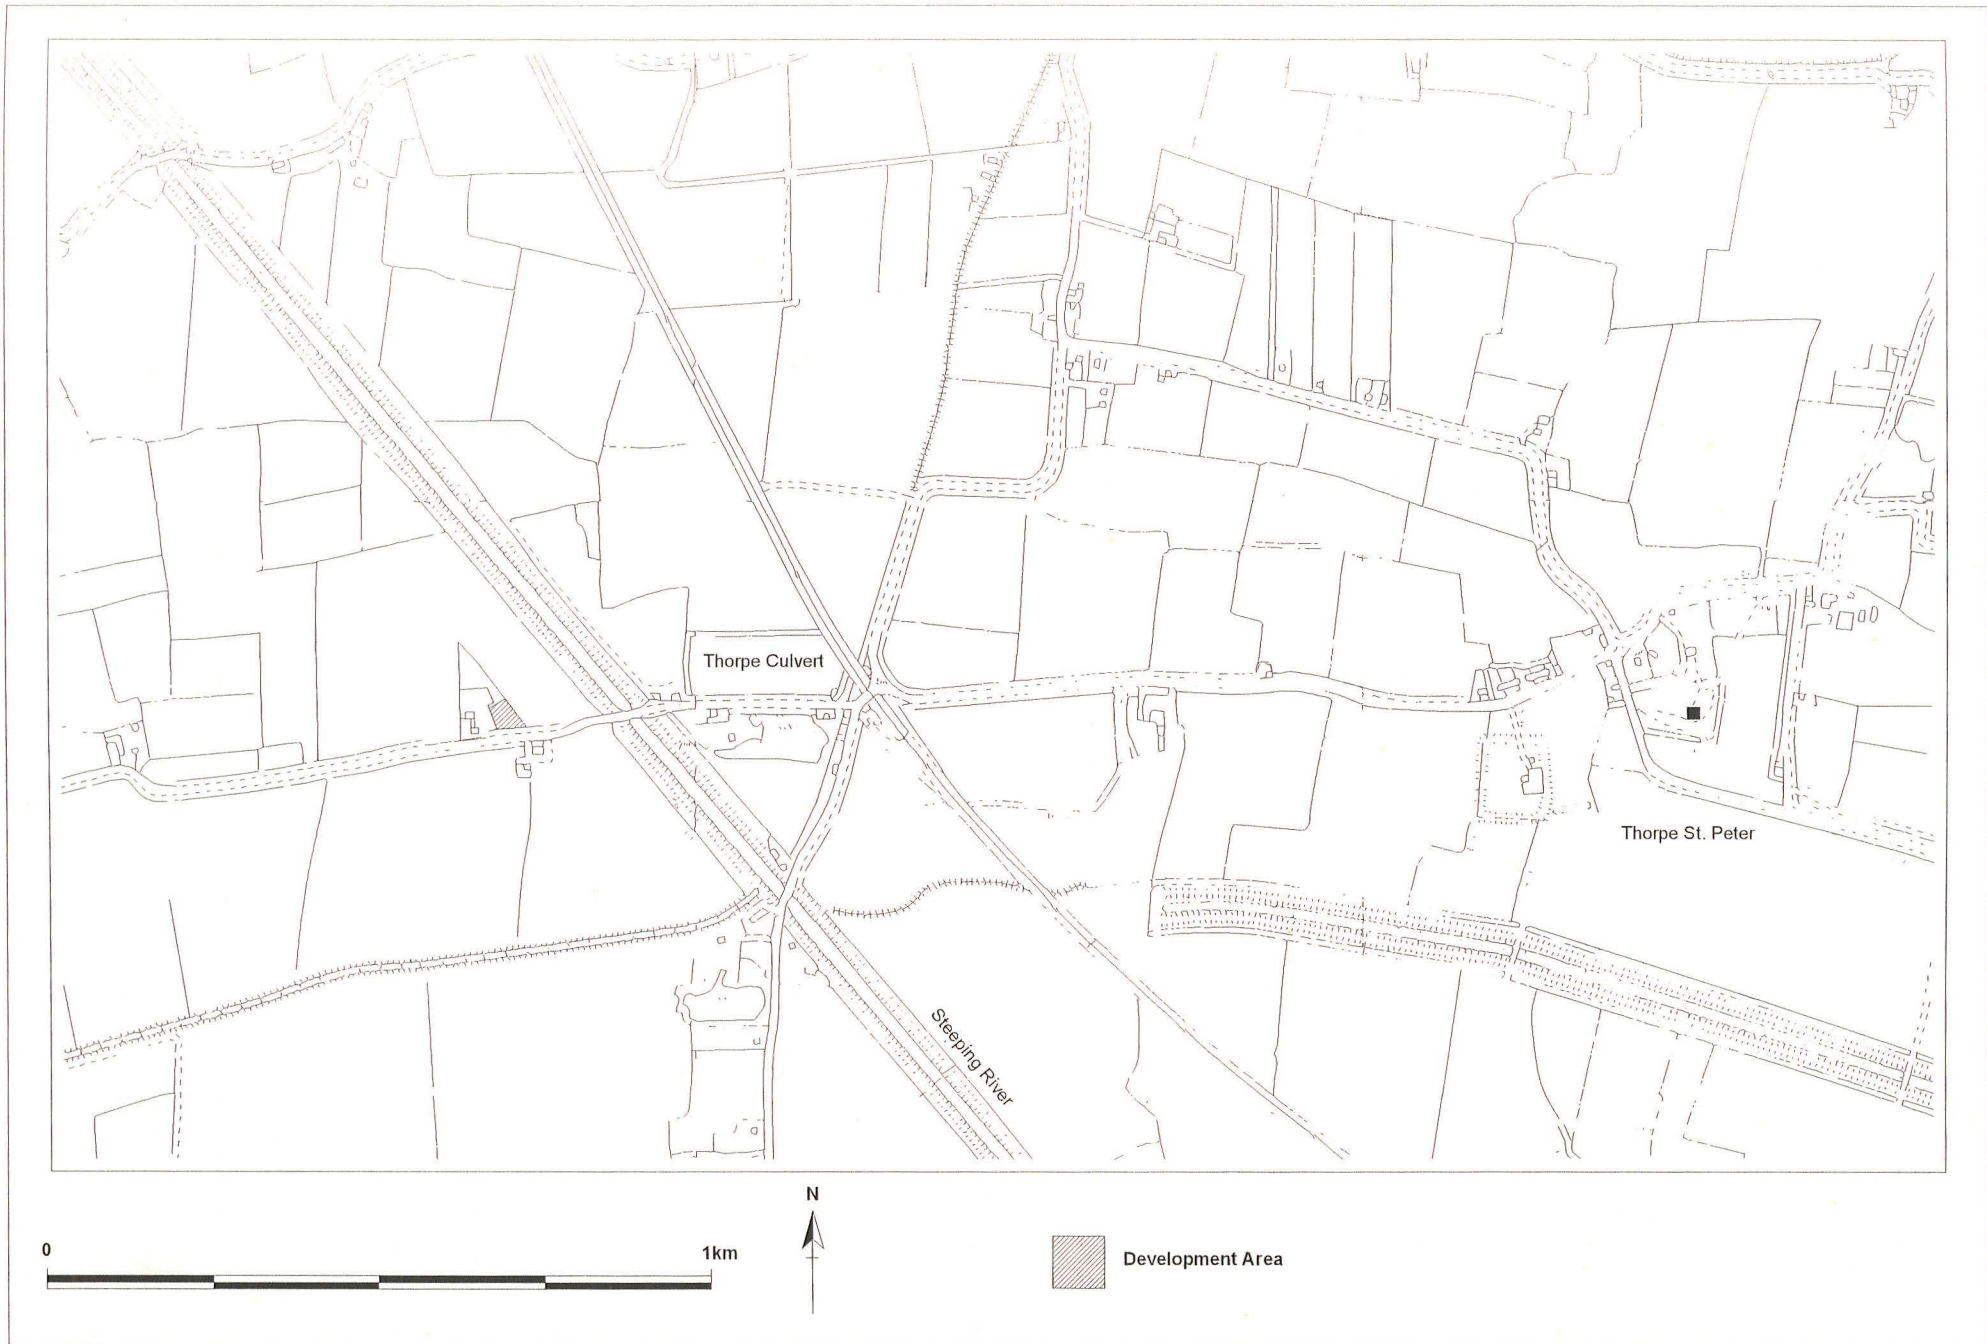 Thorpe Culvert
Thorpe St. Peter
Steeping River
N
0
1km
Development Area